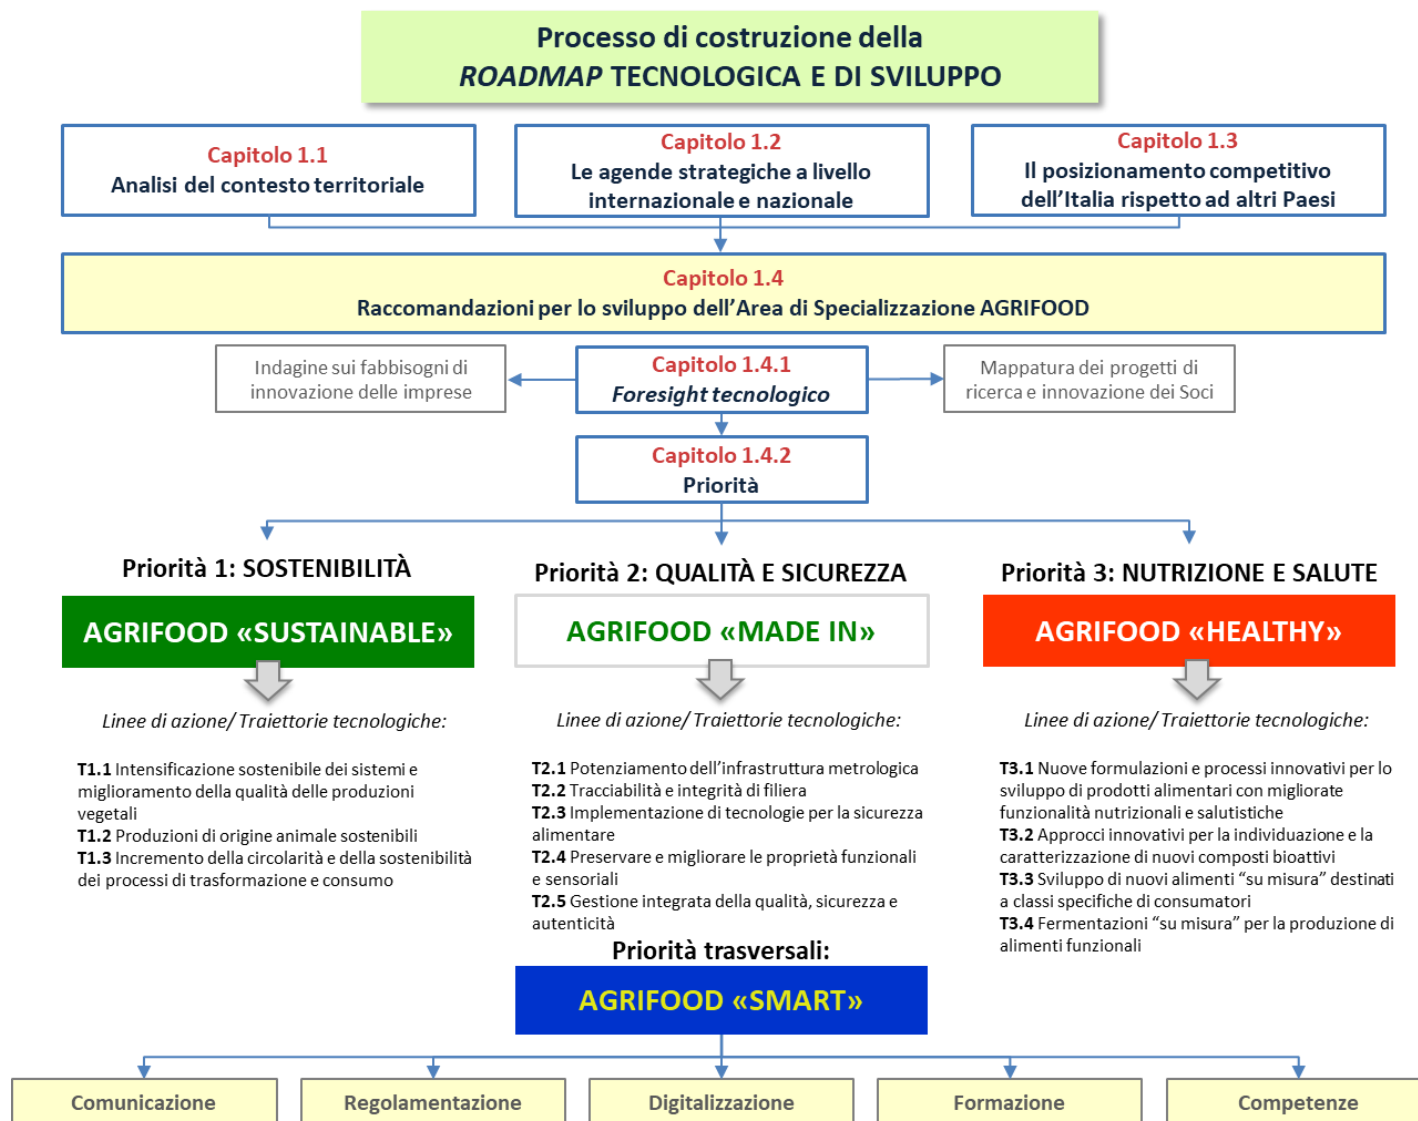 Processo di costruzione della
ROADMAP TECNOLOGICA E DI SVILUPPO
Capitolo 1.1
Analisi del contesto territoriale
Capitolo 1.2
Le agende strategiche a livello
internazionale e nazionale
Capitolo 1.3
Il posizionamento competitivo
dell’Italia rispetto ad altri Paesi
Capitolo 1.4
Raccomandazioni per lo sviluppo dell’Area di Specializzazione AGRIFOOD
Indagine sui fabbisogni di
innovazione delle imprese
Capitolo 1.4.1
Foresight tecnologico
Mappatura dei progetti di
ricerca e innovazione dei Soci
Capitolo 1.4.2
Priorità
Priorità 1: SOSTENIBILITÀ
AGRIFOOD «SUSTAINABLE»
Linee di azione/ Traiettorie tecnologiche:
T1.1 Intensificazione sostenibile dei sistemi e
miglioramento della qualità delle produzioni
vegetali
T1.2 Produzioni di origine animale sostenibili
T1.3 Incremento della circolarità e della sostenibilità
dei processi di trasformazione e consumo
Priorità 2: QUALITÀ E SICUREZZA
AGRIFOOD «MADE IN»
Linee di azione/ Traiettorie tecnologiche:
T2.1 Potenziamento dell’infrastruttura metrologica
T2.2 Tracciabilità e integrità di filiera
T2.3 Implementazione di tecnologie per la sicurezza
alimentare
T2.4 Preservare e migliorare le proprietà funzionali
e sensoriali
T2.5 Gestione integrata della qualità, sicurezza e
autenticità
Priorità 3: NUTRIZIONE E SALUTE
AGRIFOOD «HEALTHY»
Linee di azione/ Traiettorie tecnologiche:
T3.1 Nuove formulazioni e processi innovativi per lo
sviluppo di prodotti alimentari con migliorate
funzionalità nutrizionali e salutistiche
T3.2 Approcci innovativi per la individuazione e la
caratterizzazione di nuovi composti bioattivi
T3.3 Sviluppo di nuovi alimenti “su misura” destinati
a classi specifiche di consumatori
T3.4 Fermentazioni “su misura” per la produzione di
alimenti funzionali
Priorità trasversali:
AGRIFOOD «SMART»
Comunicazione
Regolamentazione
Digitalizzazione
Formazione
Competenze